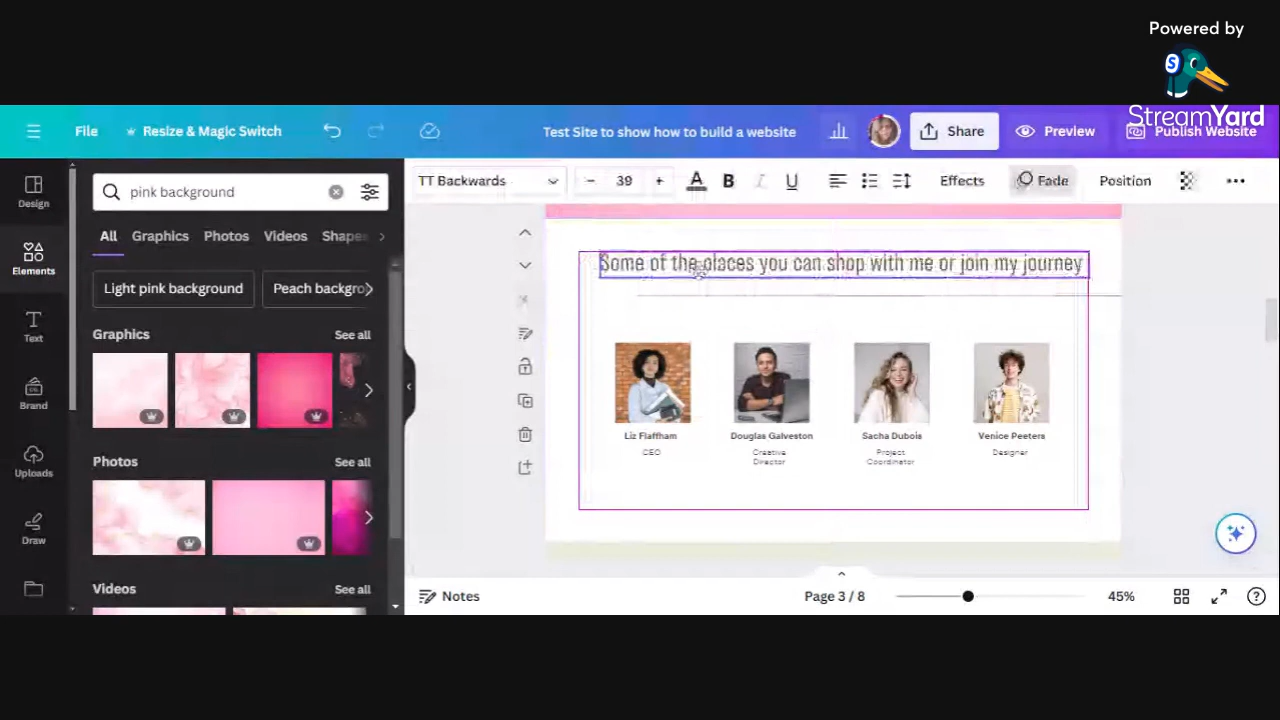 Powered by
StreamYard
File
Resize & Magic Switch
Test Site to show how to build a website
Share
Preview
Publish Website
Design
Elements
Text
Brand
Uploads
Draw
pink background
All
Graphics
Photos
Videos
Shapes
Light pink background
Peach backgro
Graphics
See all
Photos
See all
Videos
See all
TT Backwards
39
A
B
I
U
Effects
Fade
Position
Some of the places you can shop with me or join my journey
Liz Flaffham
CEO
Douglas Galveston
Creative
Director
Sacha Dubois
Project
Coordinator
Venice Peeters
Designer
Notes
Page 3 / 8
45%